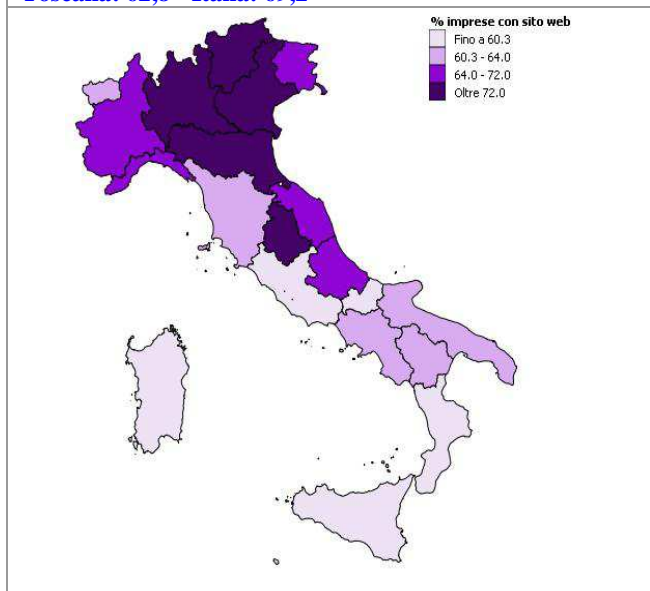 % imprese con sito web
Fino a 60.3
60.3 - 64.0
64.0 - 72.0
Oltre 72.0